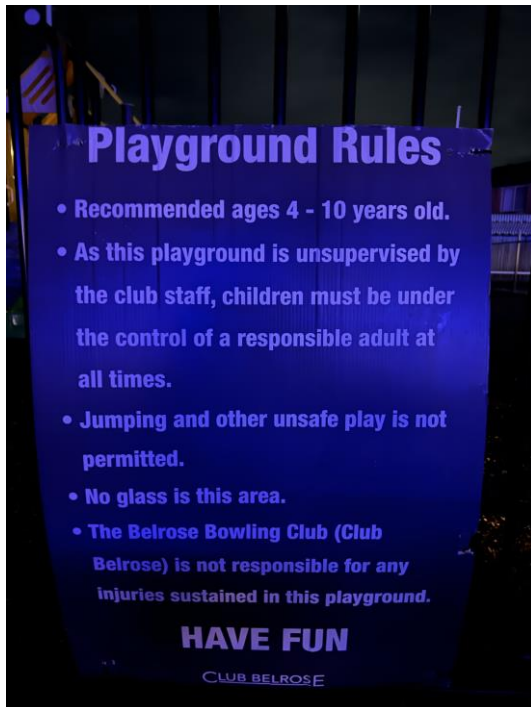 Playground Rules
• Recommended ages 4 - 10 years old.
• As this playground is unsupervised by
the club staff, children must be under
the control of a responsible adult at
all times.
• Jumping and other unsafe play is not
permitted.
• No glass is this area.
• The Belrose Bowling Club (Club
Belrose) is not responsible for any
injuries sustained in this playground.
HAVE FUN
CLUB BELROSE